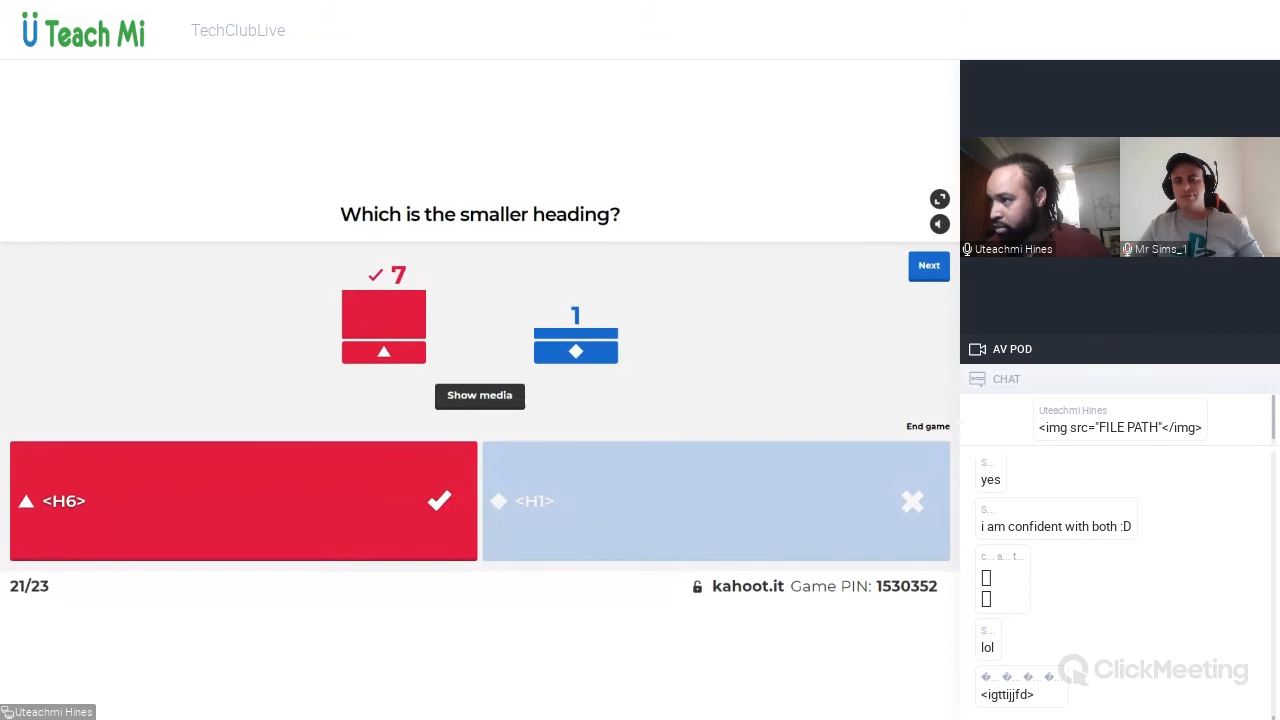 Ü Teach Mi
TechClubLive
Which is the smaller heading?
7
1
Next
Show media
End game
<H6>
<H1>
21/23
kahoot.it Game PIN: 1530352
Uteachmi Hines
Uteachmi Hines
Mr Sims_1
AV POD
CHAT
Uteachmi Hines
<img src="FILE PATH"</img>
S...
yes
S...
i am confident with both :D
c... a... t...
S...
lol
ClickMeeting
�... �... �... �...
<igttijjfd>